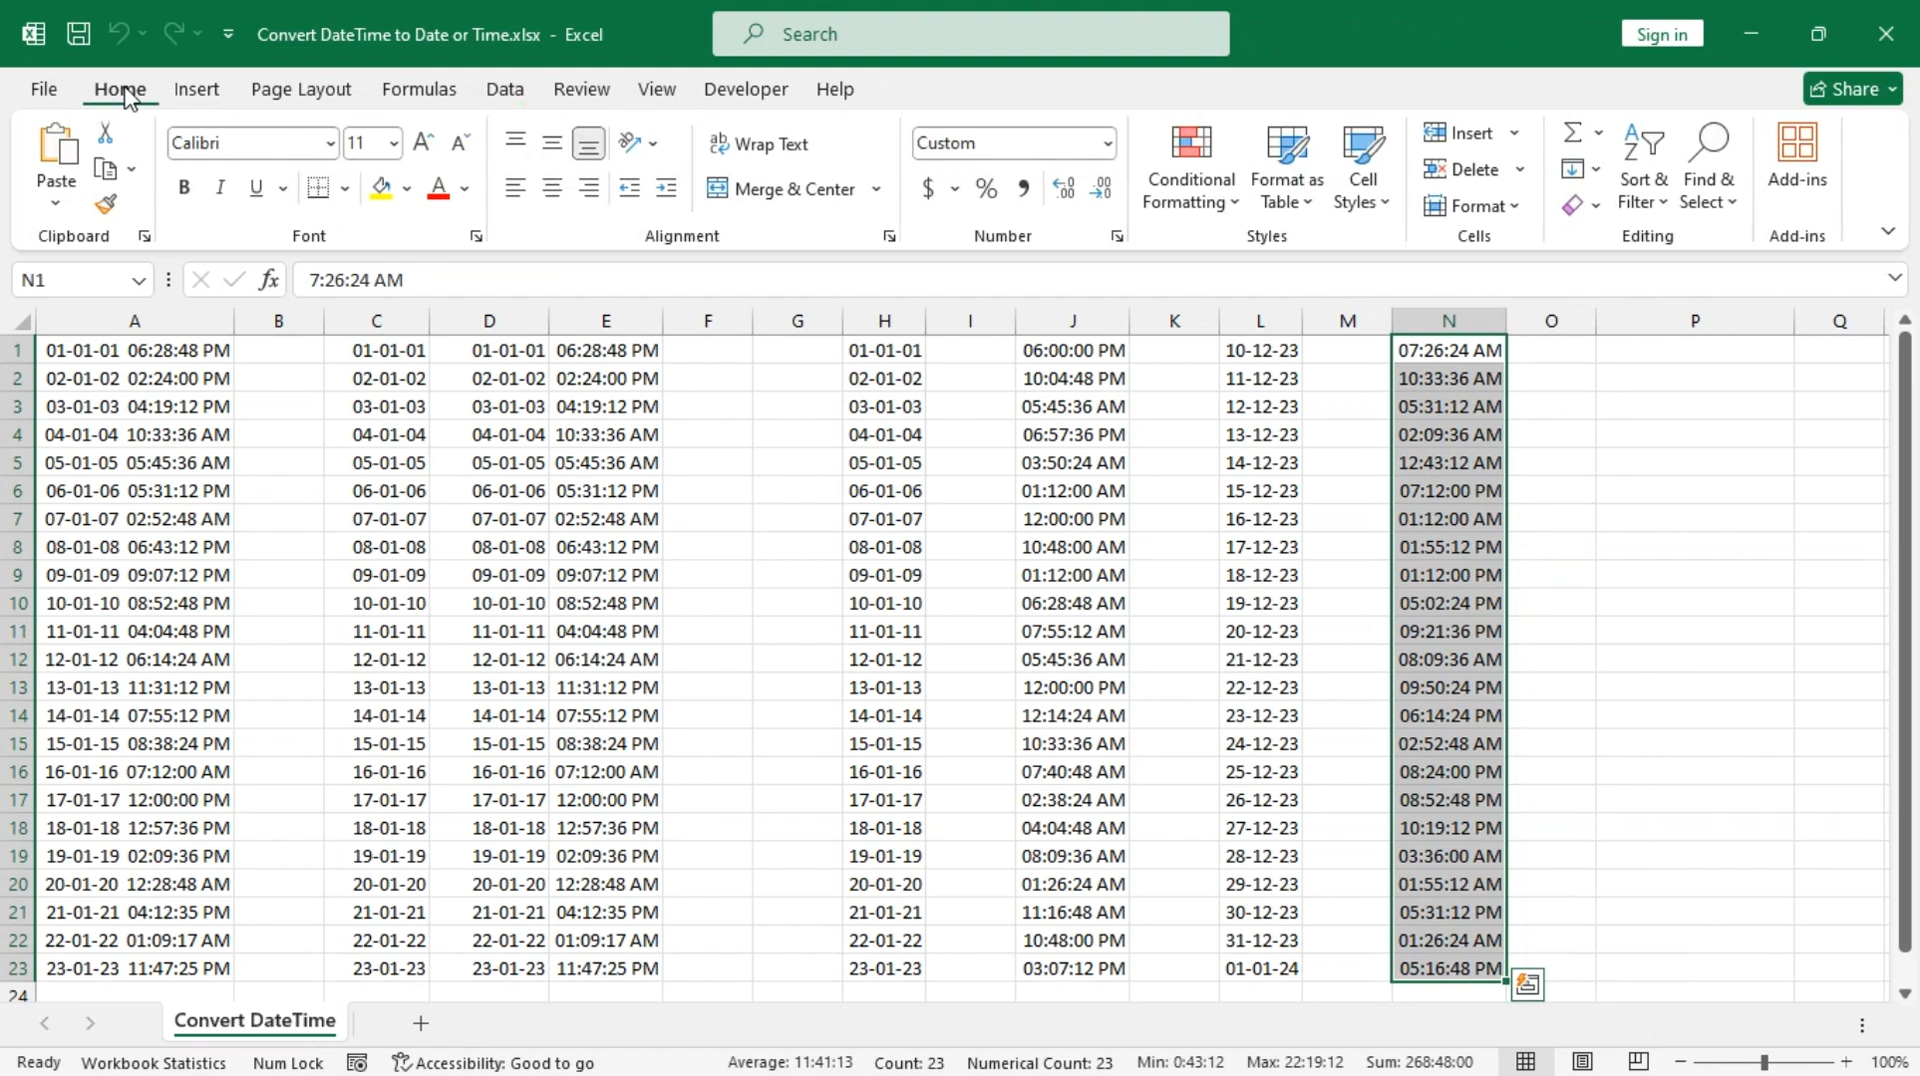 Convert DateTime to Date or Time.xlsx - Excel
Search
Sign in
File Home Insert Page Layout Formulas Data Review View Developer Help
Share
Paste
Calibri 11
B I U A
ab Wrap Text
Merge & Center
Custom
$ % 9
Conditional Formatting
Format as Table
Cell Styles
Insert
Delete
Format
Sort & Filter
Find & Select
Add-ins
Clipboard Font Alignment Number Styles Cells Editing Add-ins
N1 fx 7:26:24 AM
A B C D E F G H I J K L M N O P Q
1 01-01-01 06:28:48 PM 01-01-01 01-01-01 06:28:48 PM 01-01-01 06:00:00 PM 10-12-23 07:26:24 AM
2 02-01-02 02:24:00 PM 02-01-02 02-01-02 02:24:00 PM 02-01-02 10:04:48 PM 11-12-23 10:33:36 AM
3 03-01-03 04:19:12 PM 03-01-03 03-01-03 04:19:12 PM 03-01-03 05:45:36 AM 12-12-23 05:31:12 AM
4 04-01-04 10:33:36 AM 04-01-04 04-01-04 10:33:36 AM 04-01-04 06:57:36 PM 13-12-23 02:09:36 AM
5 05-01-05 05:45:36 AM 05-01-05 05-01-05 05:45:36 AM 05-01-05 03:50:24 AM 14-12-23 12:43:12 AM
6 06-01-06 05:31:12 PM 06-01-06 06-01-06 05:31:12 PM 06-01-06 01:12:00 AM 15-12-23 07:12:00 PM
7 07-01-07 02:52:48 AM 07-01-07 07-01-07 02:52:48 AM 07-01-07 12:00:00 PM 16-12-23 01:12:00 AM
8 08-01-08 06:43:12 PM 08-01-08 08-01-08 06:43:12 PM 08-01-08 10:48:00 AM 17-12-23 01:55:12 PM
9 09-01-09 09:07:12 PM 09-01-09 09-01-09 09:07:12 PM 09-01-09 01:12:00 AM 18-12-23 01:12:00 PM
10 10-01-10 08:52:48 PM 10-01-10 10-01-10 08:52:48 PM 10-01-10 06:28:48 AM 19-12-23 05:02:24 PM
11 11-01-11 04:04:48 PM 11-01-11 11-01-11 04:04:48 PM 11-01-11 07:55:12 AM 20-12-23 09:21:36 PM
12 12-01-12 06:14:24 AM 12-01-12 12-01-12 06:14:24 AM 12-01-12 05:45:36 AM 21-12-23 08:09:36 AM
13 13-01-13 11:31:12 PM 13-01-13 13-01-13 11:31:12 PM 13-01-13 12:00:00 PM 22-12-23 09:50:24 PM
14 14-01-14 07:55:12 PM 14-01-14 14-01-14 07:55:12 PM 14-01-14 12:14:24 AM 23-12-23 06:14:24 PM
15 15-01-15 08:38:24 PM 15-01-15 15-01-15 08:38:24 PM 15-01-15 10:33:36 AM 24-12-23 02:52:48 AM
16 16-01-16 07:12:00 AM 16-01-16 16-01-16 07:12:00 AM 16-01-16 07:40:48 AM 25-12-23 08:24:00 PM
17 17-01-17 12:00:00 PM 17-01-17 17-01-17 12:00:00 PM 17-01-17 02:38:24 AM 26-12-23 08:52:48 PM
18 18-01-18 12:57:36 PM 18-01-18 18-01-18 12:57:36 PM 18-01-18 04:04:48 AM 27-12-23 10:19:12 PM
19 19-01-19 02:09:36 PM 19-01-19 19-01-19 02:09:36 PM 19-01-19 08:09:36 AM 28-12-23 03:36:00 AM
20 20-01-20 12:28:48 AM 20-01-20 20-01-20 12:28:48 AM 20-01-20 01:26:24 AM 29-12-23 01:55:12 AM
21 21-01-21 04:12:35 PM 21-01-21 21-01-21 04:12:35 PM 21-01-21 11:16:48 AM 30-12-23 05:31:12 PM
22 22-01-22 01:09:17 AM 22-01-22 22-01-22 01:09:17 AM 22-01-22 10:48:00 PM 31-12-23 01:26:24 AM
23 23-01-23 11:47:25 PM 23-01-23 23-01-23 11:47:25 PM 23-01-23 03:07:12 PM 01-01-24 05:16:48 PM
24
Convert DateTime
Ready Workbook Statistics Num Lock Accessibility: Good to go Average: 11:41:13 Count: 23 Numerical Count: 23 Min: 0:43:12 Max: 22:19:12 Sum: 268:48:00 100%